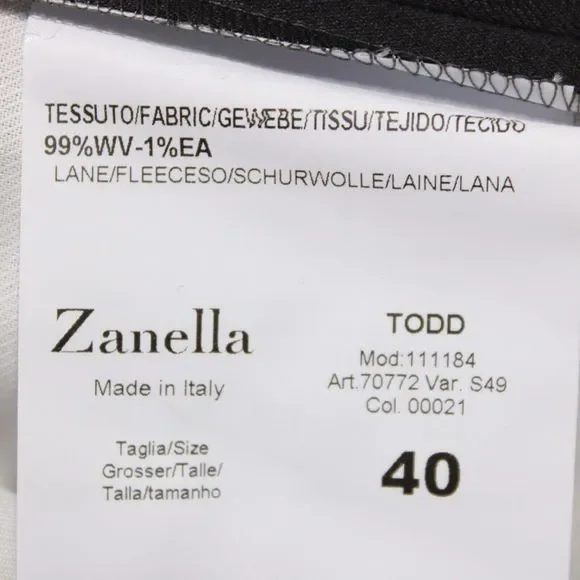 TESSUTO/FABRIC/GEWEBE/TISSU/TEJIDO/TECIDO
99%WV-1%EA
LANE/FLEECESO/SCHURWOLLE/LAINE/LANA
Zanella
Made in Italy
TODD
Mod:111184
Art.70772 Var. S49
Col. 00021
Taglia/Size
Grosser/Talle/
Talla/tamanho
40